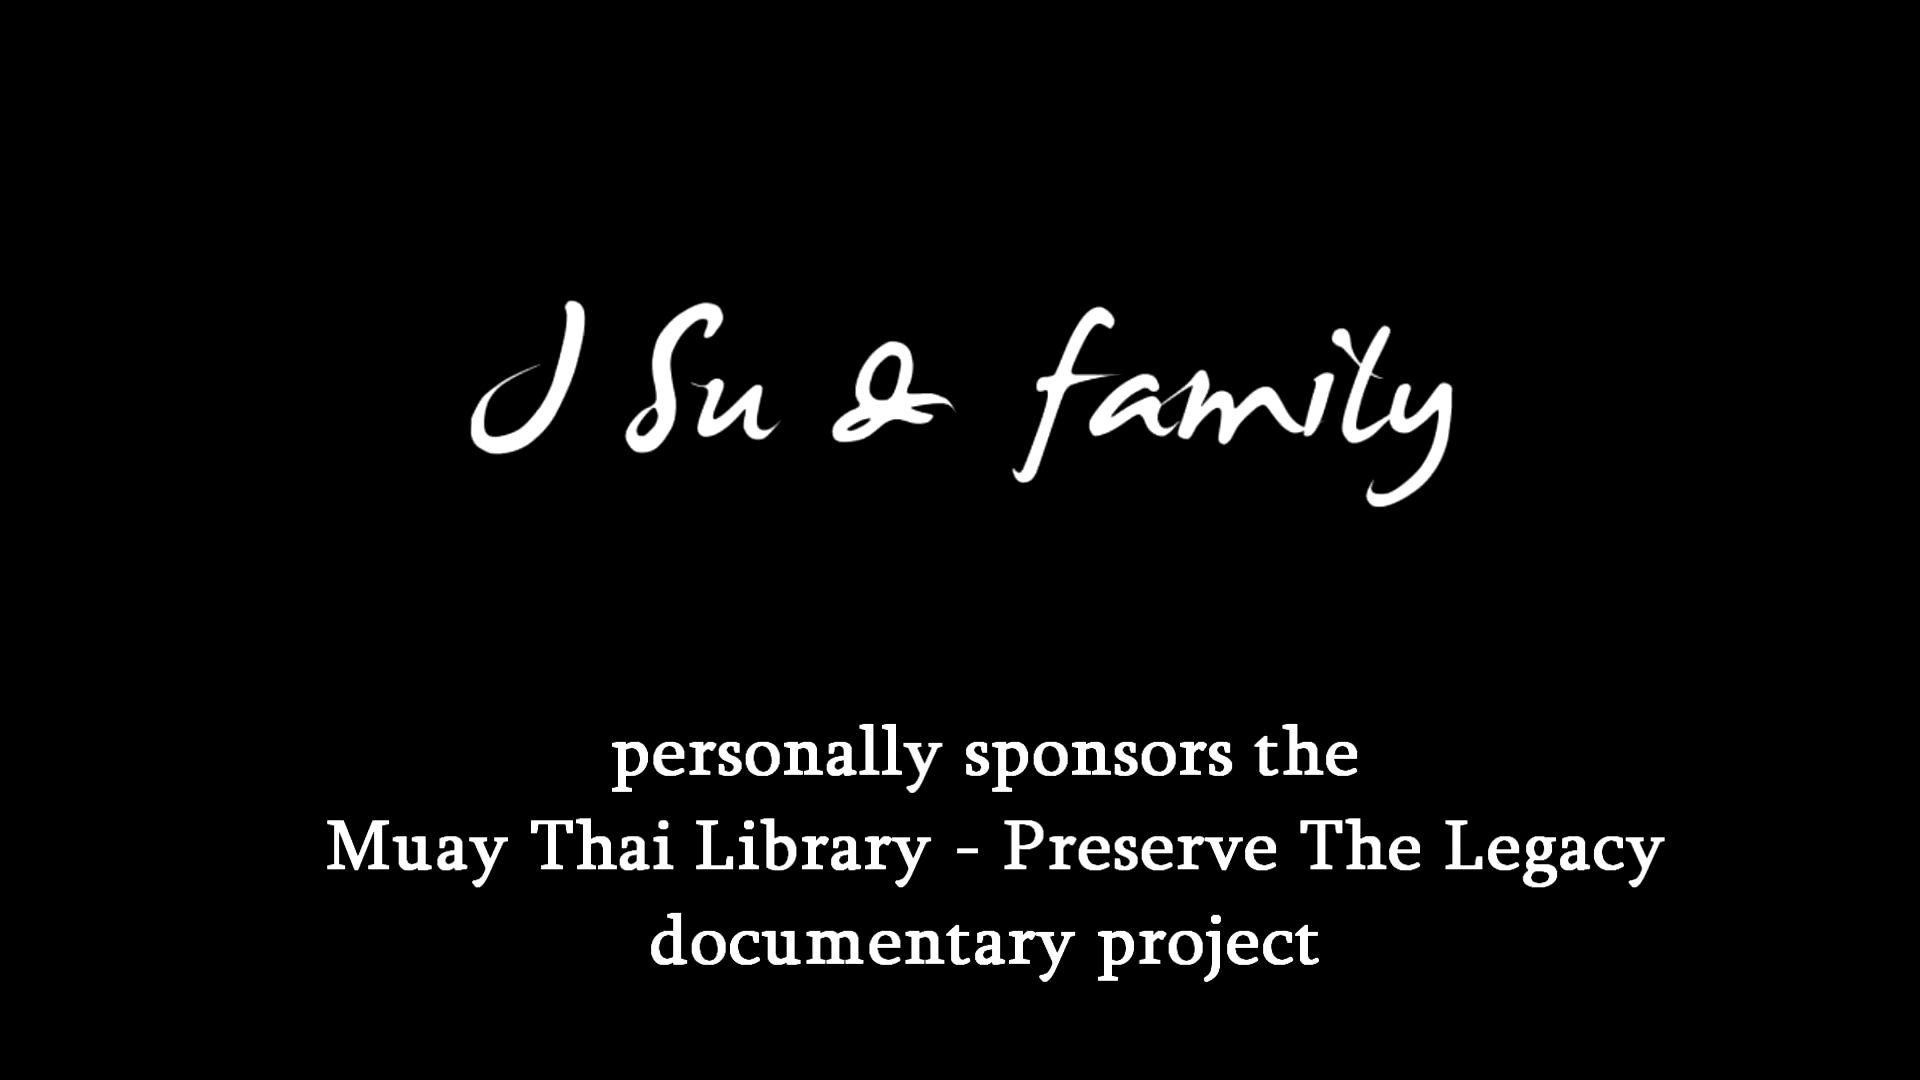 J Su & family
personally sponsors the
Muay Thai Library - Preserve The Legacy
documentary project